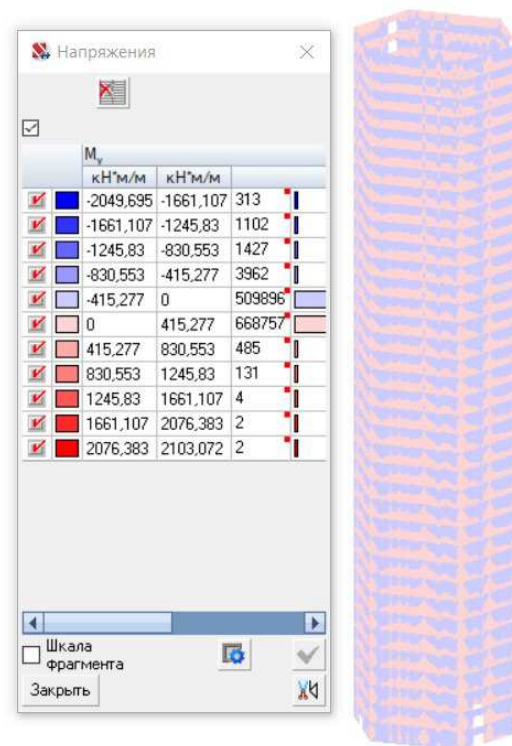 Напряжения
My
кН*м/м кН*м/м
-2049,695 -1661,107 313
-1661,107 -1245,83 1102
-1245,83 -830,553 1427
-830,553 -415,277 3962
-415,277 0 509896
0 415,277 668757
415,277 830,553 485
830,553 1245,83 131
1245,83 1661,107 4
1661,107 2076,383 2
2076,383 2103,072 2
Шкала
фрагмента
Закрыть